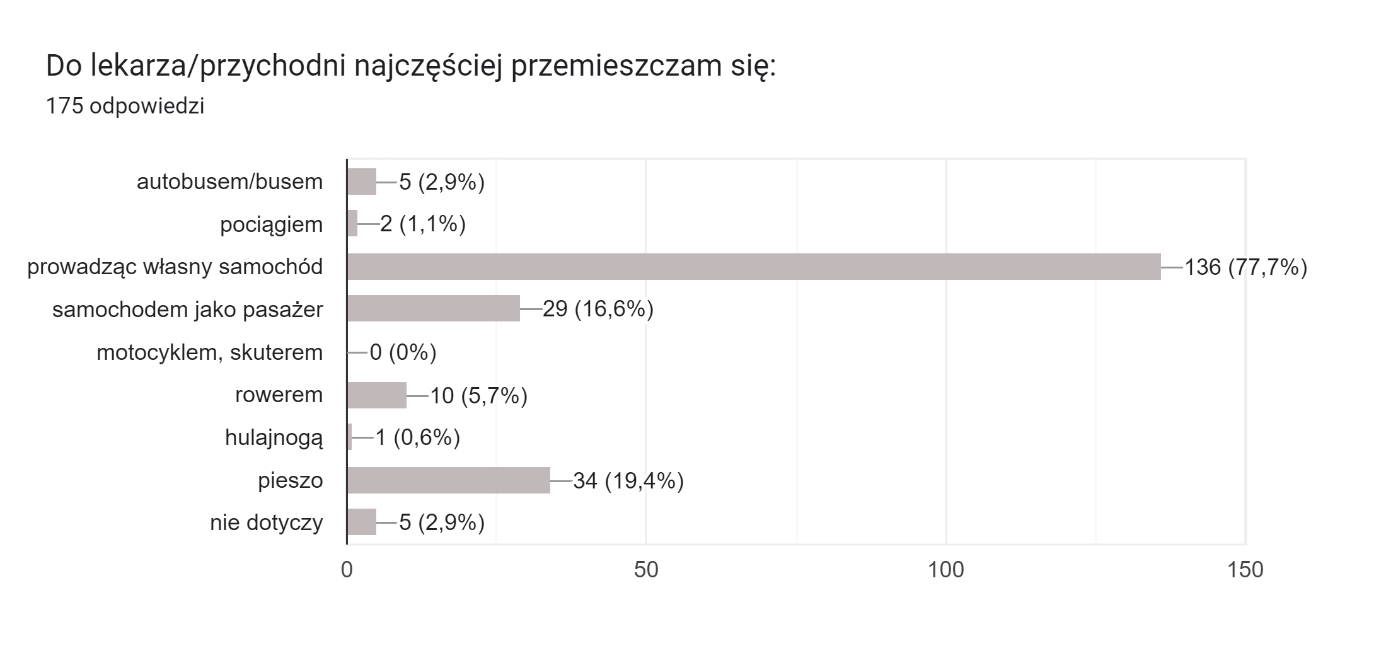 Do lekarza/przychodni najczęściej przemieszczam się:
175 odpowiedzi
autobusem/busem 5 (2,9%)
pociągiem 2 (1,1%)
prowadząc własny samochód 136 (77,7%)
samochodem jako pasażer 29 (16,6%)
motocyklem, skuterem 0 (0%)
rowerem 10 (5,7%)
hulajnogą 1 (0,6%)
pieszo 34 (19,4%)
nie dotyczy 5 (2,9%)
0 50 100 150